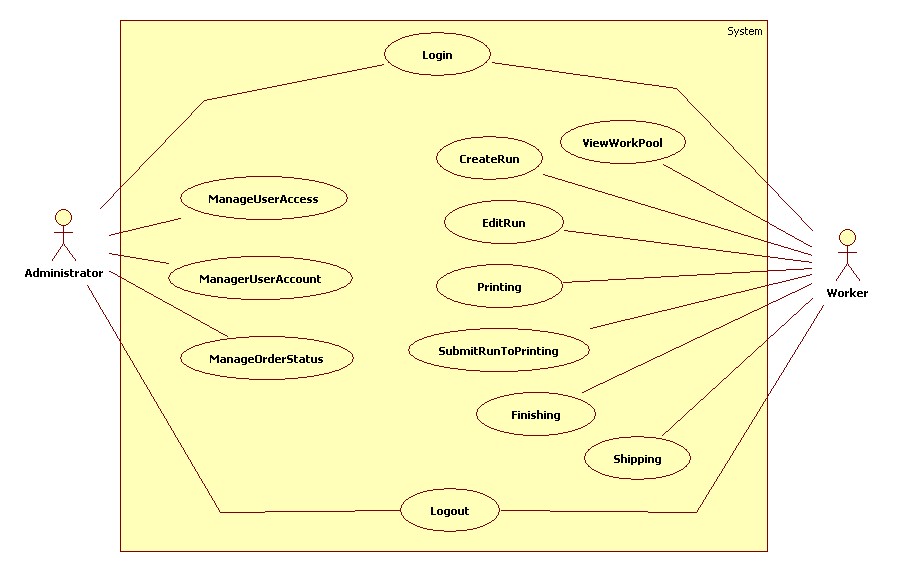 System
Login
ViewWorkPool
CreateRun
ManageUserAccess
EditRun
Administrator
ManagerUserAccount
Printing
Worker
ManageOrderStatus
SubmitRunToPrinting
Finishing
Shipping
Logout